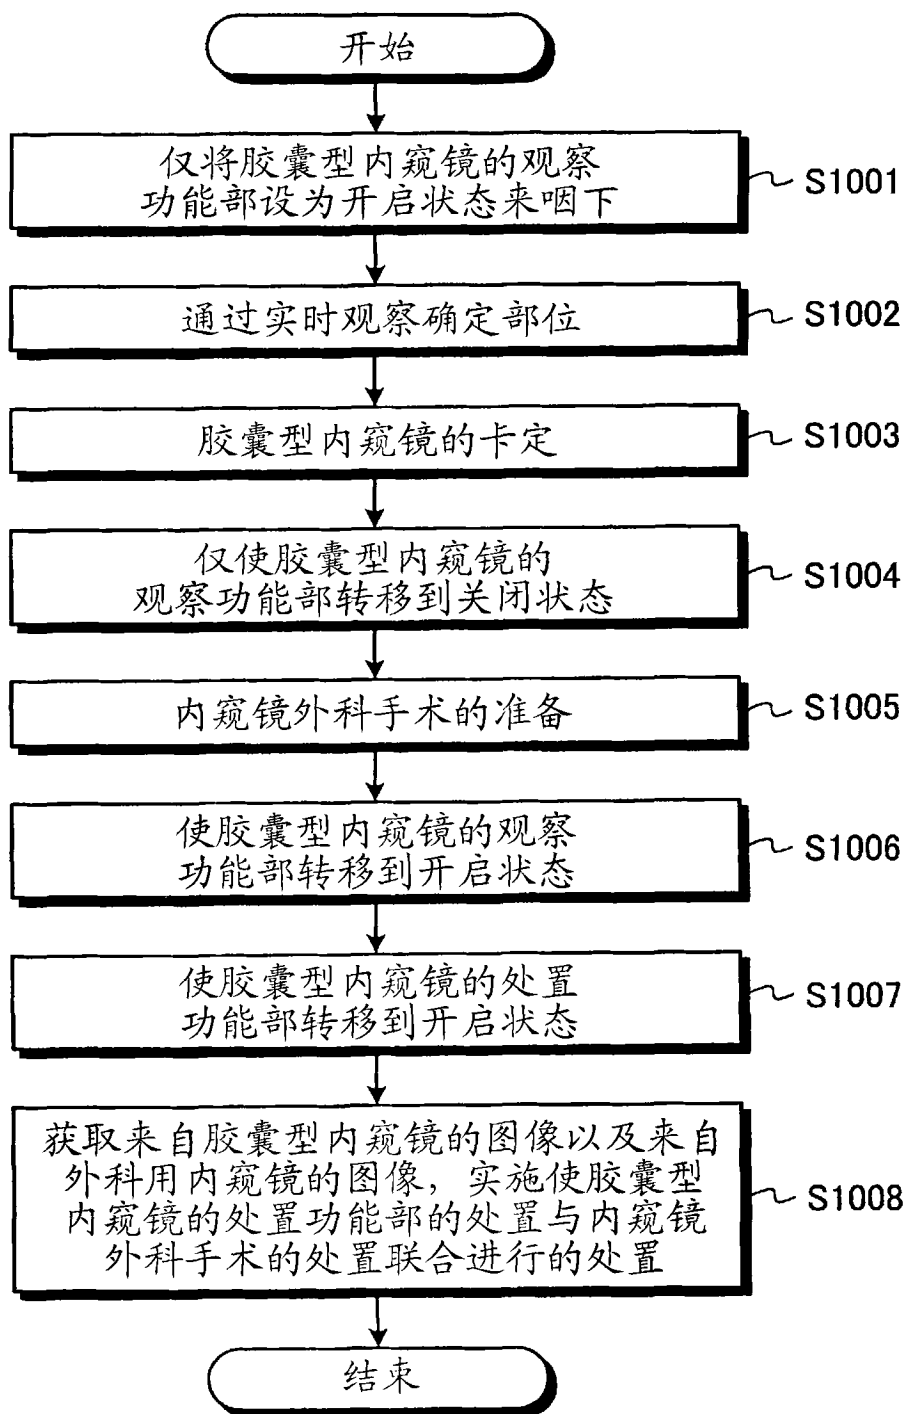 开始
仅将胶囊型内窥镜的观察
功能部设为开启状态来咽下
S1001
通过实时观察确定部位
S1002
胶囊型内窥镜的卡定
S1003
仅使胶囊型内窥镜的
观察功能部转移到关闭状态
S1004
内窥镜外科手术的准备
S1005
使胶囊型内窥镜的观察
功能部转移到开启状态
S1006
使胶囊型内窥镜的处置
功能部转移到开启状态
S1007
获取来自胶囊型内窥镜的图像以及来自
外科用内窥镜的图像，实施使胶囊型
内窥镜的处置功能部的处置与内窥镜
外科手术的处置联合进行的处置
S1008
结束